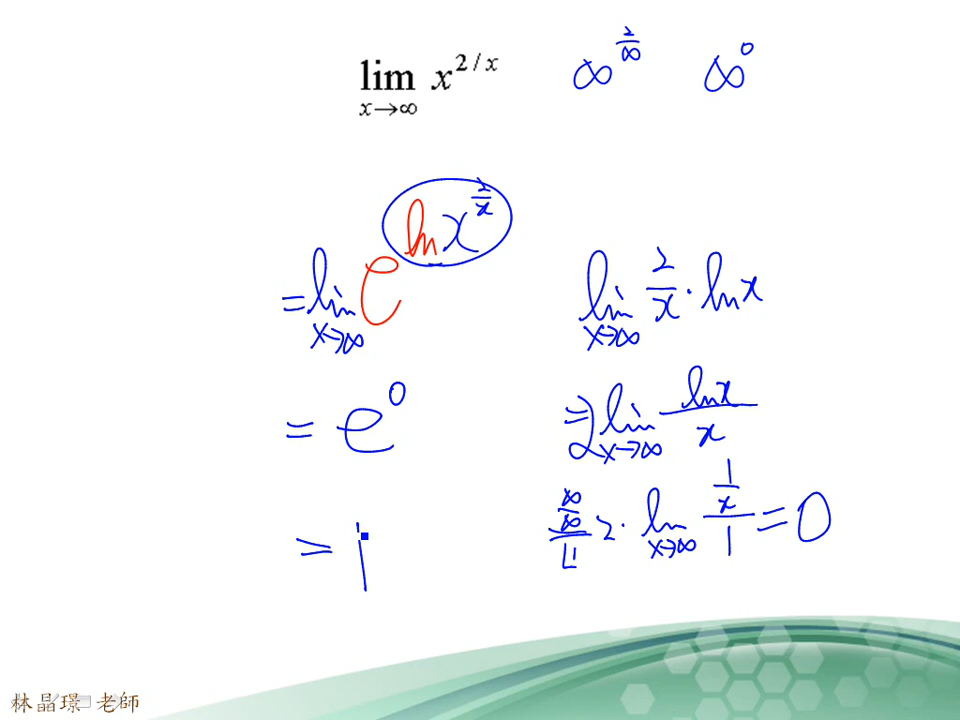 lim x→∞ x^{2/x} ∞^{2/∞} ∞^0
= lim x→∞ e^{ln x^{2/x}}
lim x→∞ 2/x · ln x
= e^0
= 2 lim x→∞ ln x / x
∞/∞ L' 2 · lim x→∞ (1/x)/1 = 0
= 1
林晶璟 老師